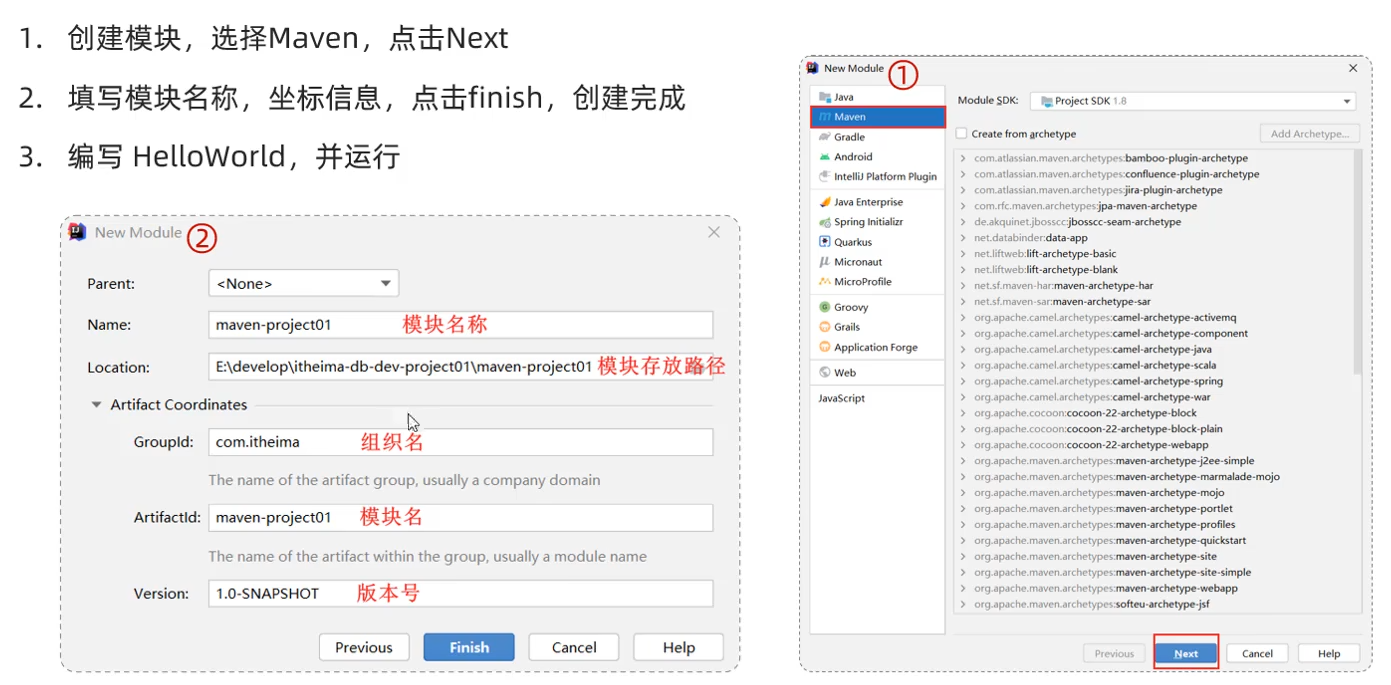 1. 创建模块，选择Maven，点击Next
2. 填写模块名称，坐标信息，点击finish，创建完成
3. 编写 HelloWorld，并运行
New Module ②
Parent: <None>
Name: maven-project01 模块名称
Location: E:\develop\itheima-db-dev-project01\maven-project01 模块存放路径
Artifact Coordinates
GroupId: com.itheima 组织名
The name of the artifact group, usually a company domain
ArtifactId: maven-project01 模块名
The name of the artifact within the group, usually a module name
Version: 1.0-SNAPSHOT 版本号
Previous Finish Cancel Help
New Module ①
Java
Maven
Gradle
Android
IntelliJ Platform Plugin
Java Enterprise
Spring Initializr
Quarkus
Micronaut
MicroProfile
Groovy
Grails
Application Forge
Web
JavaScript
Module SDK: Project SDK 1.8
Create from archetype Add Archetype...
com.atlassian.maven.archetypes:bamboo-plugin-archetype
com.atlassian.maven.archetypes:confluence-plugin-archetype
com.atlassian.maven.archetypes:jira-plugin-archetype
com.rfc.maven.archetypes:jpa-maven-archetype
de.akquinet.jbosscc:jbosscc-seam-archetype
net.databinder:data-app
net.liftweb:lift-archetype-basic
net.liftweb:lift-archetype-blank
net.sf.maven-har:maven-archetype-har
net.sf.maven-sar:maven-archetype-sar
org.apache.camel.archetypes:camel-archetype-activemq
org.apache.camel.archetypes:camel-archetype-component
org.apache.camel.archetypes:camel-archetype-java
org.apache.camel.archetypes:camel-archetype-scala
org.apache.camel.archetypes:camel-archetype-spring
org.apache.camel.archetypes:camel-archetype-war
org.apache.cocoon:cocoon-22-archetype-block
org.apache.cocoon:cocoon-22-archetype-block-plain
org.apache.cocoon:cocoon-22-archetype-webapp
org.apache.maven.archetypes:maven-archetype-j2ee-simple
org.apache.maven.archetypes:maven-archetype-marmalade-mojo
org.apache.maven.archetypes:maven-archetype-mojo
org.apache.maven.archetypes:maven-archetype-portlet
org.apache.maven.archetypes:maven-archetype-profiles
org.apache.maven.archetypes:maven-archetype-quickstart
org.apache.maven.archetypes:maven-archetype-site
org.apache.maven.archetypes:maven-archetype-site-simple
org.apache.maven.archetypes:maven-archetype-webapp
org.apache.maven.archetypes:softeu-archetype-jsf
Previous Next Cancel Help